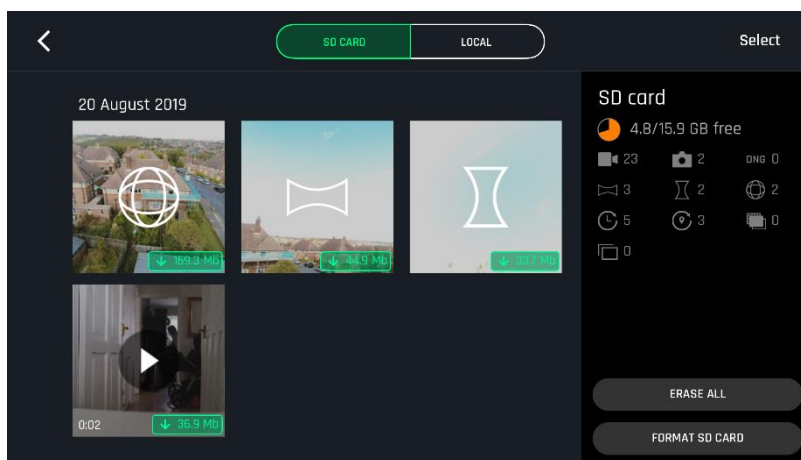 SD CARD
LOCAL
Select
20 August 2019
169.3 Mb
44.9 Mb
33.7 Mb
0:02
36.9 Mb
SD card
4.8/15.9 GB free
23
2
DNG 0
3
2
2
5
3
0
0
ERASE ALL
FORMAT SD CARD